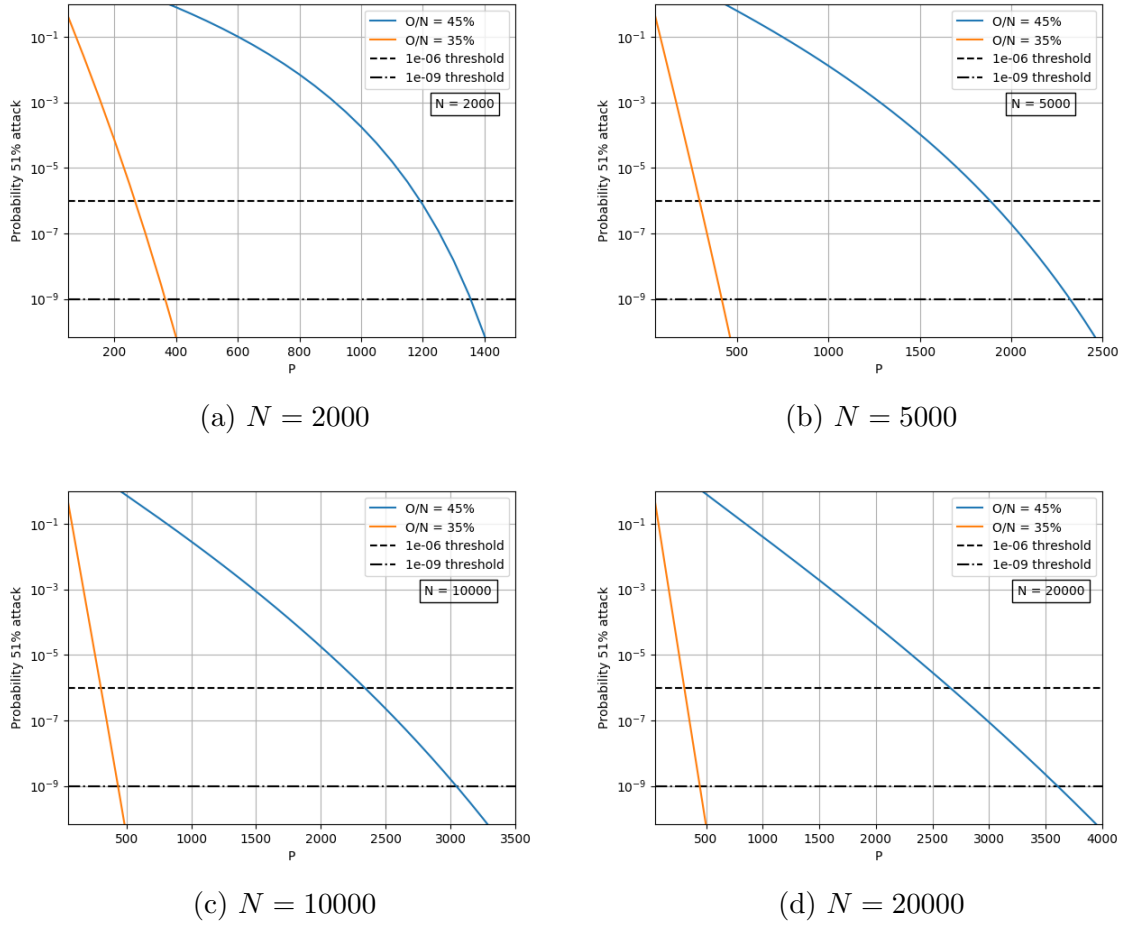 Probability 51% attack
10⁻¹
10⁻³
10⁻⁵
10⁻⁷
10⁻⁹
O/N = 45%
O/N = 35%
1e-06 threshold
1e-09 threshold
N = 2000
200 400 600 800 1000 1200 1400
P
(a) N = 2000
Probability 51% attack
10⁻¹
10⁻³
10⁻⁵
10⁻⁷
10⁻⁹
O/N = 45%
O/N = 35%
1e-06 threshold
1e-09 threshold
N = 5000
500 1000 1500 2000 2500
P
(b) N = 5000
Probability 51% attack
10⁻¹
10⁻³
10⁻⁵
10⁻⁷
10⁻⁹
O/N = 45%
O/N = 35%
1e-06 threshold
1e-09 threshold
N = 10000
500 1000 1500 2000 2500 3000 3500
P
(c) N = 10000
Probability 51% attack
10⁻¹
10⁻³
10⁻⁵
10⁻⁷
10⁻⁹
O/N = 45%
O/N = 35%
1e-06 threshold
1e-09 threshold
N = 20000
500 1000 1500 2000 2500 3000 3500 4000
P
(d) N = 20000